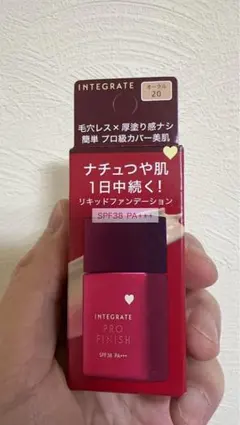 INTEGRATE
オークル
20
毛穴レス×厚塗り感ナシ
簡単 プロ級カバー美肌
ナチュつや肌
1日中続く!
リキッドファンデーション
SPF38 PA+++
INTEGRATE
PRO
FINISH
SPF38 PA+++